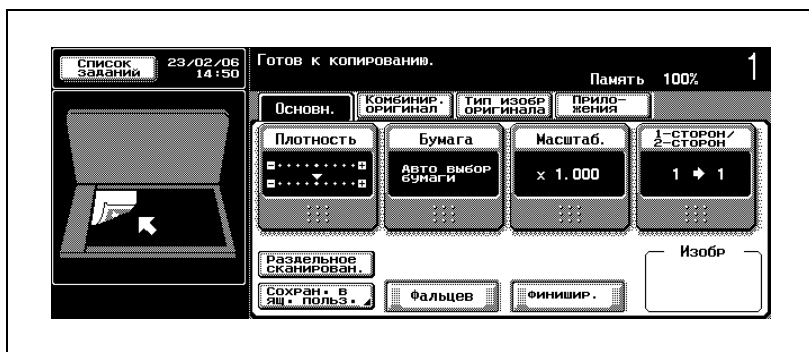 Список
заданий
23/02/06
14:50
Готов к копированию.
Память 100%
1
Основн.
Комбинир.
оригинал
Тип изобр
оригинала
Прило-
жения
Плотность
Бумага
Масштаб.
1-сторон/
2-сторон
Авто выбор
бумаги
x 1.000
1 → 1
Раздельное
сканирован.
Изобр
Сохран. в
ящ. польз.
Фальцев
Финишир.